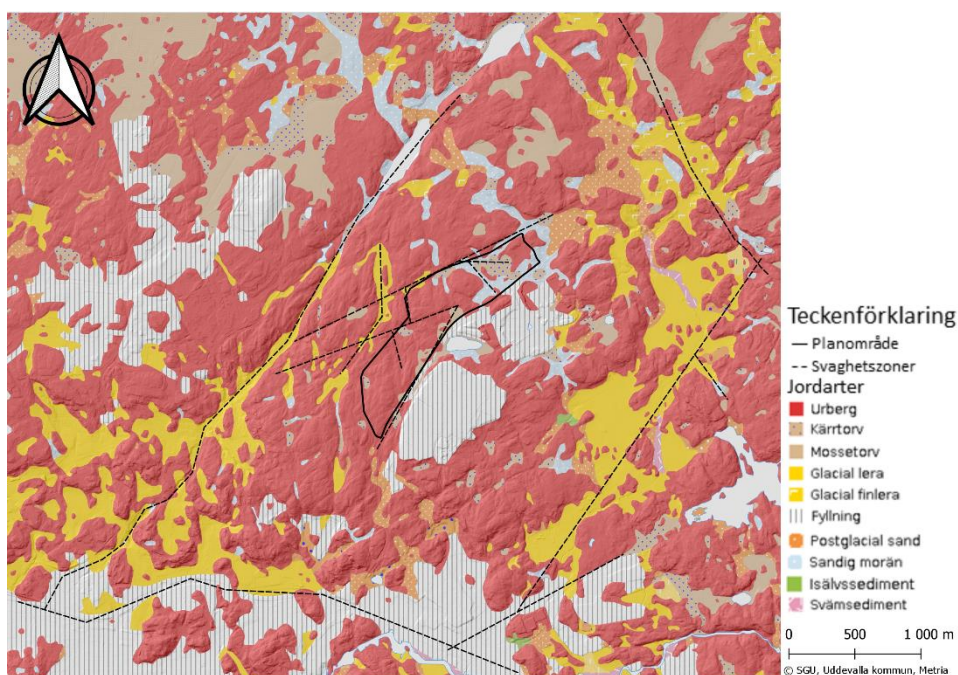 Teckenförklaring
Planområde
Svaghetszoner
Jordarter
Urberg
Kärrtorv
Mossetorv
Glacial lera
Glacial finlera
Fyllning
Postglacial sand
Sandig morän
Isälvssediment
Svämsediment
0 500 1 000 m
© SGU, Uddevalla kommun, Metria